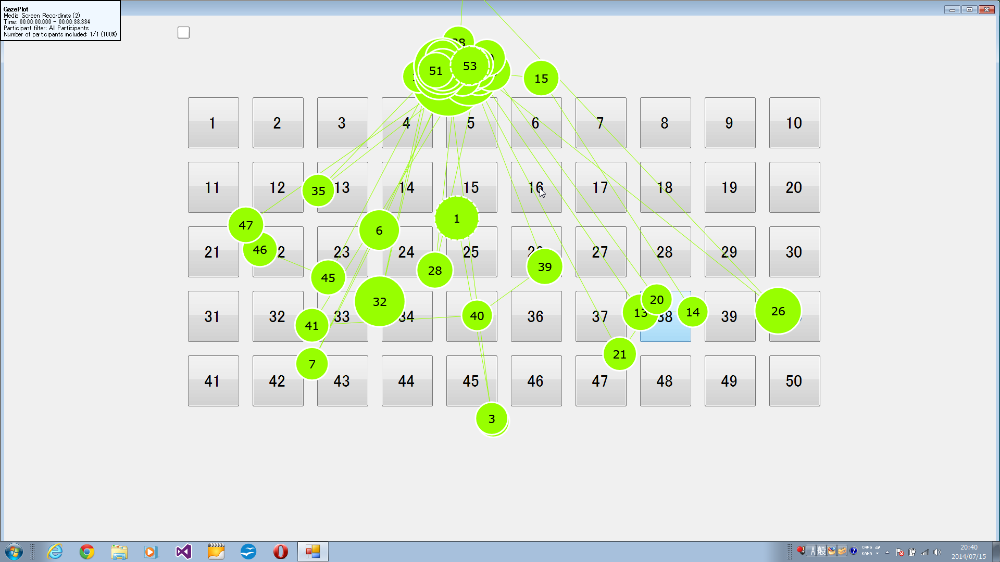 GazePlot
Media: Screen Recordings (2)
Time: 00:00:00.000 - 00:00:38.334
Participant filter: All Participants
Number of participants included: 1/1 (100%)
51 53 15
1 2 3 4 5 6 7 8 9 10
11 12 35 13 14 15 16 17 18 19 20
47 6 1
21 46 23 24 25 27 28 29 30
45 28 39
31 32 41 33 32 34 40 36 37 13 20 38 14 39 26
7 21
41 42 43 44 45 46 47 48 49 50
3
A 般 CAPS KANA
20:40
2014/07/15